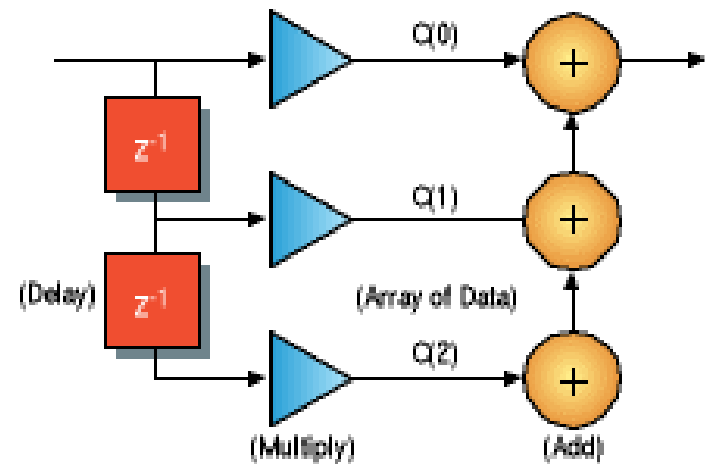 C(0)
+
z⁻¹
C(1)
+
(Delay)
z⁻¹
(Array of Data)
C(2)
+
(Multiply)
(Add)